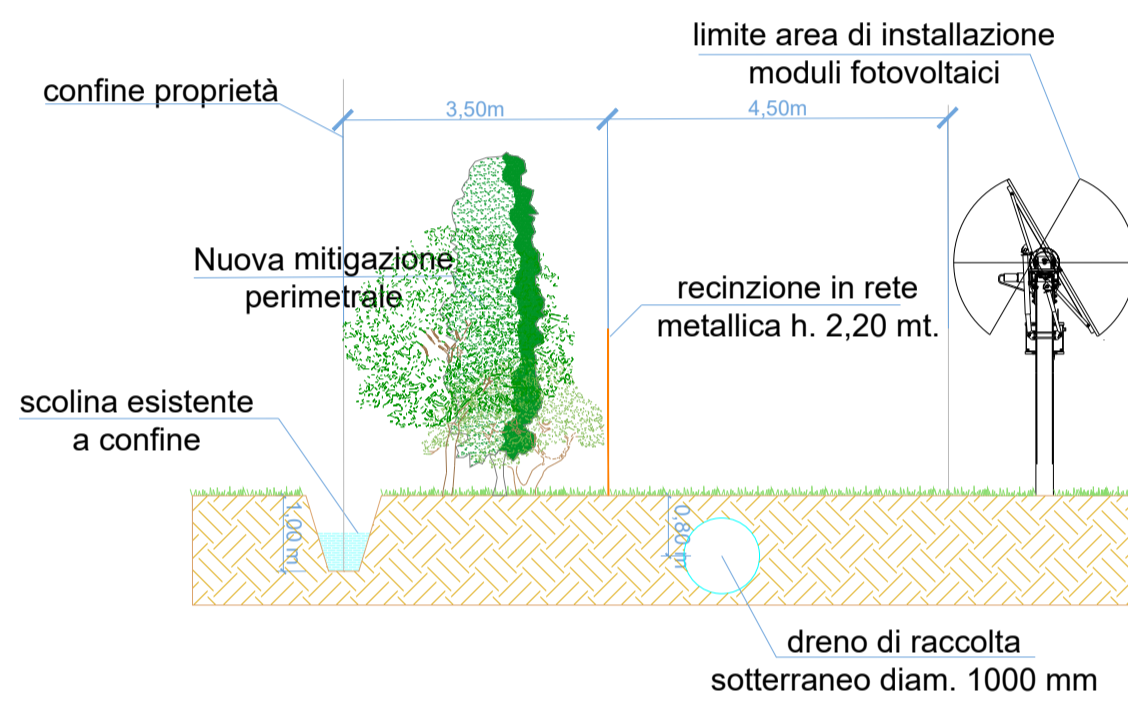 limite area di installazione
moduli fotovoltaici
confine proprietà
3,50m
4,50m
Nuova mitigazione
perimetrale
recinzione in rete
metallica h. 2,20 mt.
scolina esistente
a confine
1,00 m
0,80 m
dreno di raccolta
sotterraneo diam. 1000 mm